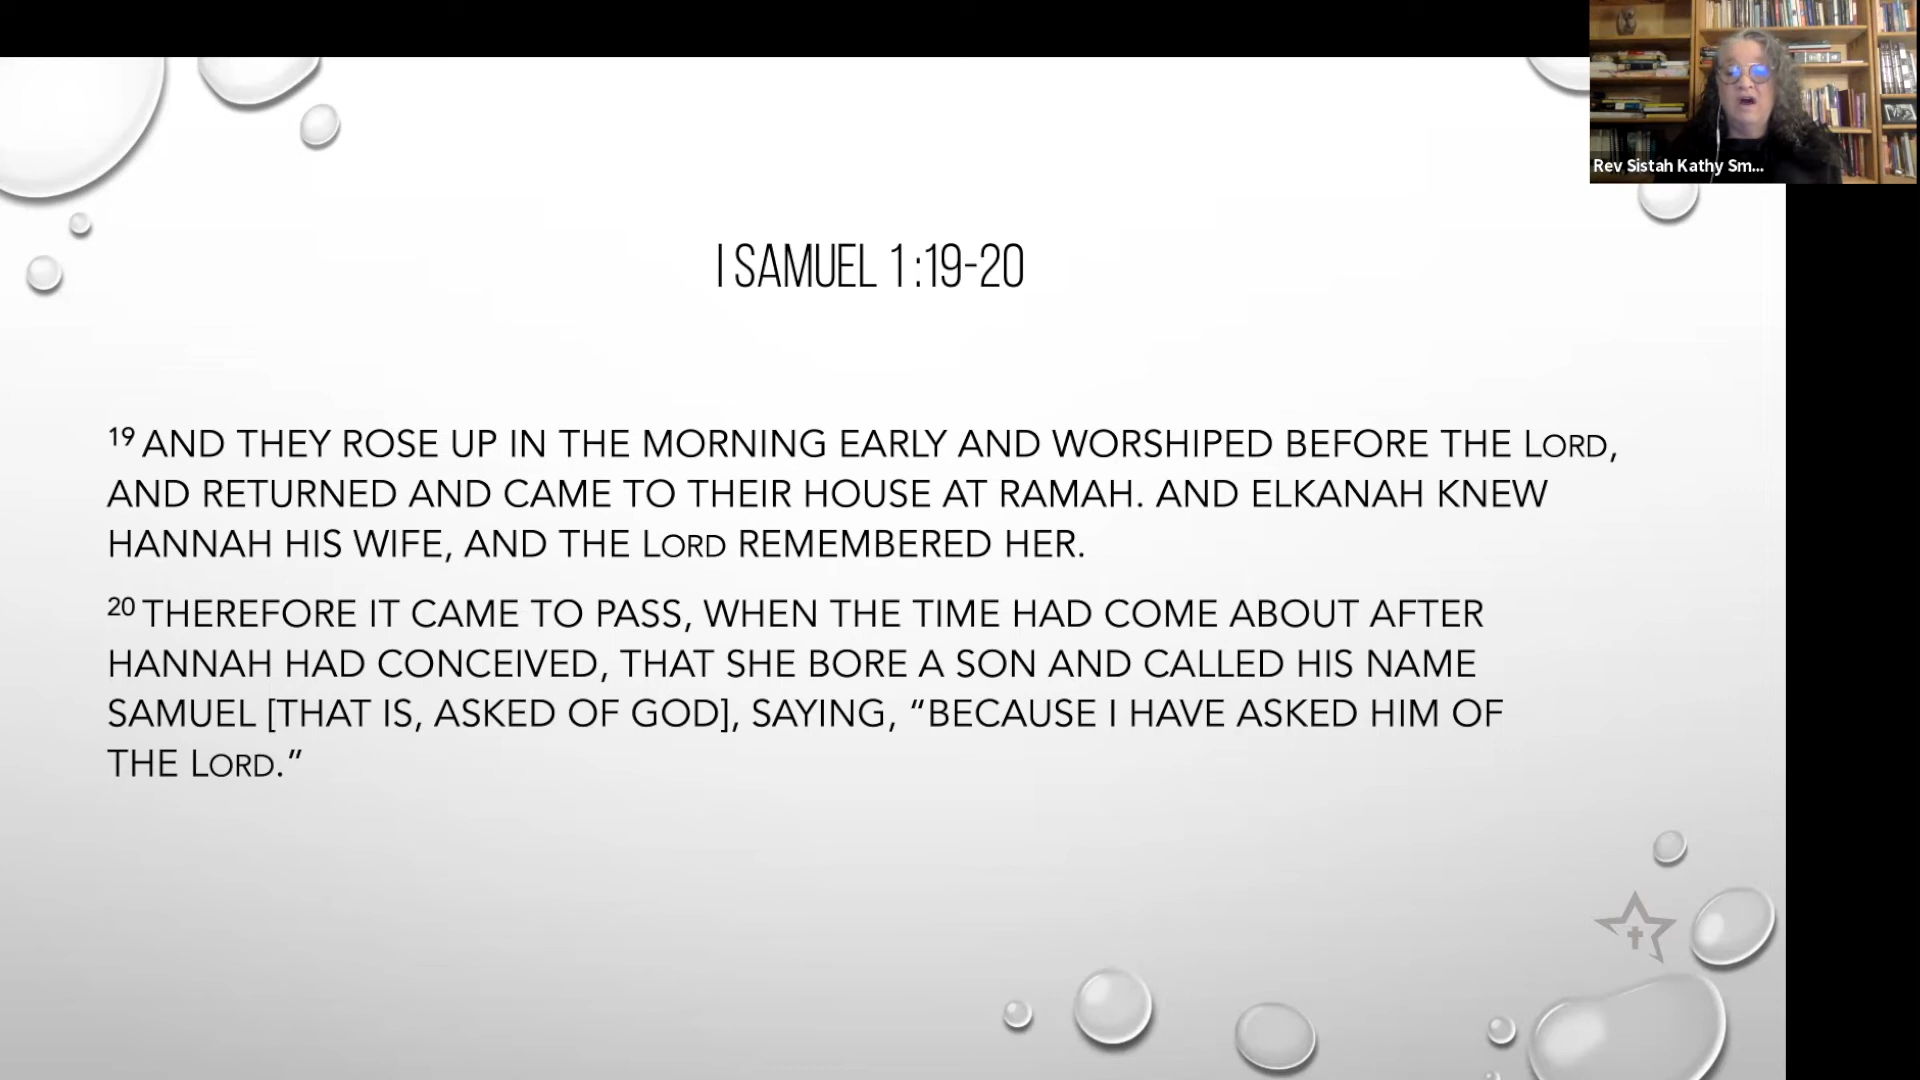 Rev Sistah Kathy Sm...
I SAMUEL 1:19-20
19 AND THEY ROSE UP IN THE MORNING EARLY AND WORSHIPED BEFORE THE LORD,
AND RETURNED AND CAME TO THEIR HOUSE AT RAMAH. AND ELKANAH KNEW
HANNAH HIS WIFE, AND THE LORD REMEMBERED HER.
20 THEREFORE IT CAME TO PASS, WHEN THE TIME HAD COME ABOUT AFTER
HANNAH HAD CONCEIVED, THAT SHE BORE A SON AND CALLED HIS NAME
SAMUEL [THAT IS, ASKED OF GOD], SAYING, “BECAUSE I HAVE ASKED HIM OF
THE LORD.”